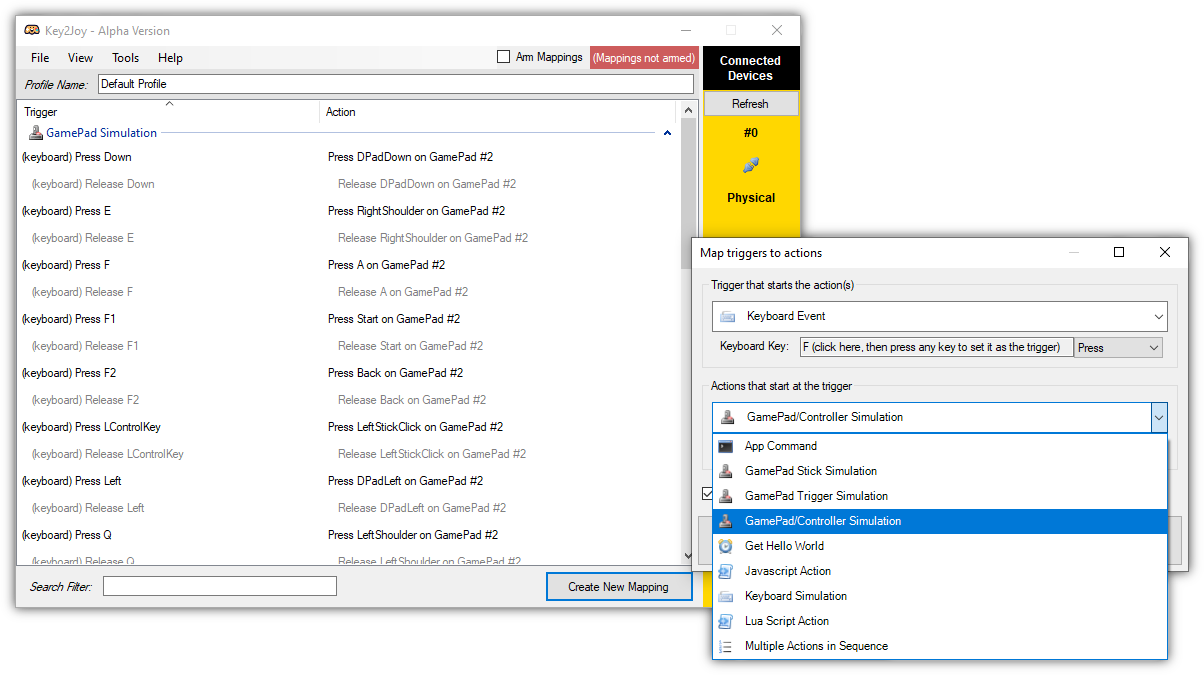 Key2Joy - Alpha Version
File View Tools Help
Arm Mappings (Mappings not armed)
Profile Name: Default Profile
Trigger Action
GamePad Simulation
(keyboard) Press Down Press DPadDown on GamePad #2
(keyboard) Release Down Release DPadDown on GamePad #2
(keyboard) Press E Press RightShoulder on GamePad #2
(keyboard) Release E Release RightShoulder on GamePad #2
(keyboard) Press F Press A on GamePad #2
(keyboard) Release F Release A on GamePad #2
(keyboard) Press F1 Press Start on GamePad #2
(keyboard) Release F1 Release Start on GamePad #2
(keyboard) Press F2 Press Back on GamePad #2
(keyboard) Release F2 Release Back on GamePad #2
(keyboard) Press LControlKey Press LeftStickClick on GamePad #2
(keyboard) Release LControlKey Release LeftStickClick on GamePad #2
(keyboard) Press Left Press DPadLeft on GamePad #2
(keyboard) Release Left Release DPadLeft on GamePad #2
(keyboard) Press Q Press LeftShoulder on GamePad #2
(keyboard) Release Q Release LeftShoulder on GamePad #2
Search Filter:
Create New Mapping
Connected
Devices
Refresh
#0
Physical
Map triggers to actions
Trigger that starts the action(s)
Keyboard Event
Keyboard Key: F (click here, then press any key to set it as the trigger) Press
Actions that start at the trigger
GamePad/Controller Simulation
App Command
GamePad Stick Simulation
GamePad Trigger Simulation
GamePad/Controller Simulation
Get Hello World
Javascript Action
Keyboard Simulation
Lua Script Action
Multiple Actions in Sequence